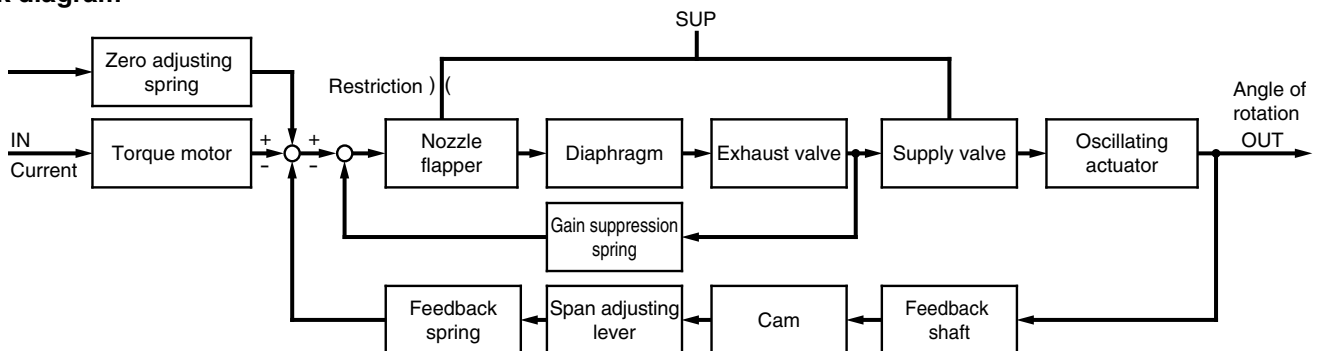 SUP
Zero adjusting
spring
Restriction ) (
Angle of
rotation
IN
Current
Torque motor
+
-
+
-
Nozzle
flapper
Diaphragm
Exhaust valve
Supply valve
Oscillating
actuator
OUT
Gain suppression
spring
Feedback
spring
Span adjusting
lever
Cam
Feedback
shaft